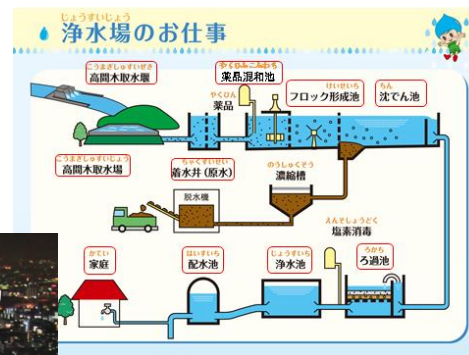 じょうすいじょう
浄水場のお仕事
こうまぎしゅすいぜき
高間木取水堰
やくひんこんわち
薬品混和池
やくひん
薬品
けいせいち
フロック形成池
ちん
沈でん池
こうまぎしゅすいじょう
高間木取水場
ちゃくすいせい
着水井(原水)
のうしゅくそう
濃縮槽
脱水機
えんそしょうどく
塩素消毒
かてい
家庭
はいすいち
配水池
じょうすいち
浄水池
ろかち
ろ過池